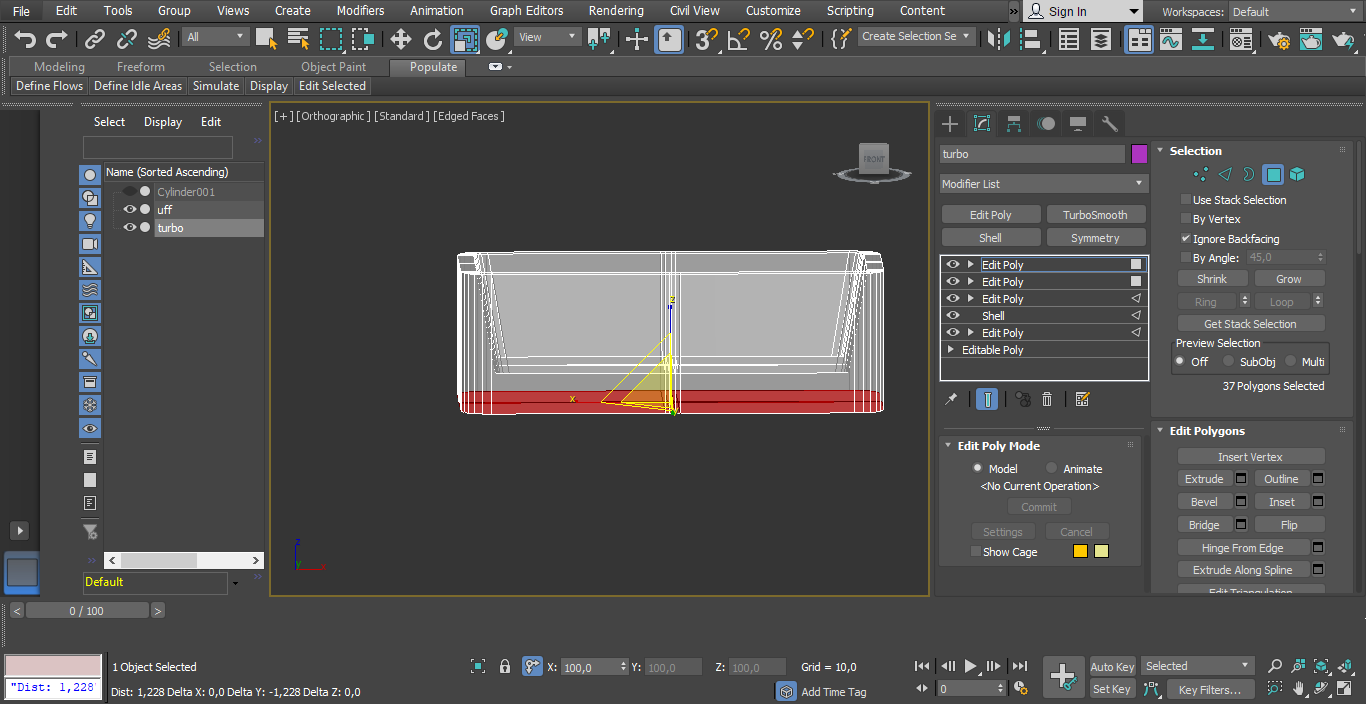 File Edit Tools Group Views Create Modifiers Animation Graph Editors Rendering Civil View Customize Scripting Content » Sign In Workspaces: Default
All View Create Selection Se
Modeling Freeform Selection Object Paint Populate
Define Flows Define Idle Areas Simulate Display Edit Selected
Select Display Edit
Name (Sorted Ascending)
Cylinder001
uff
turbo
Default
[+] [Orthographic] [Standard] [Edged Faces]
FRONT
z
x
y
z
y
x
turbo
Modifier List
Edit Poly TurboSmooth
Shell Symmetry
Edit Poly
Edit Poly
Edit Poly
Shell
Edit Poly
Editable Poly
Edit Poly Mode
Model Animate
<No Current Operation>
Commit
Settings Cancel
Show Cage
Selection
Use Stack Selection
By Vertex
Ignore Backfacing
By Angle: 45,0
Shrink Grow
Ring Loop
Get Stack Selection
Preview Selection
Off SubObj Multi
37 Polygons Selected
Edit Polygons
Insert Vertex
Extrude Outline
Bevel Inset
Bridge Flip
Hinge From Edge
Extrude Along Spline
Edit Triangulation
< 0 / 100 >
"Dist: 1,228
1 Object Selected
Dist: 1,228 Delta X: 0,0 Delta Y: -1,228 Delta Z: 0,0
X: 100,0 Y: 100,0 Z: 100,0 Grid = 10,0
Add Time Tag
0
Auto Key Selected
Set Key Key Filters...